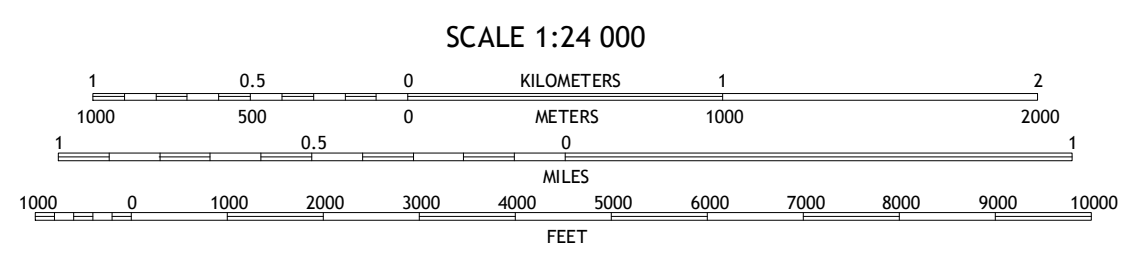 SCALE 1:24 000
1 0.5 0 KILOMETERS 1 2
1000 500 0 METERS 1000 2000
1 0.5 0 1
MILES
1000 0 1000 2000 3000 4000 5000 6000 7000 8000 9000 10000
FEET